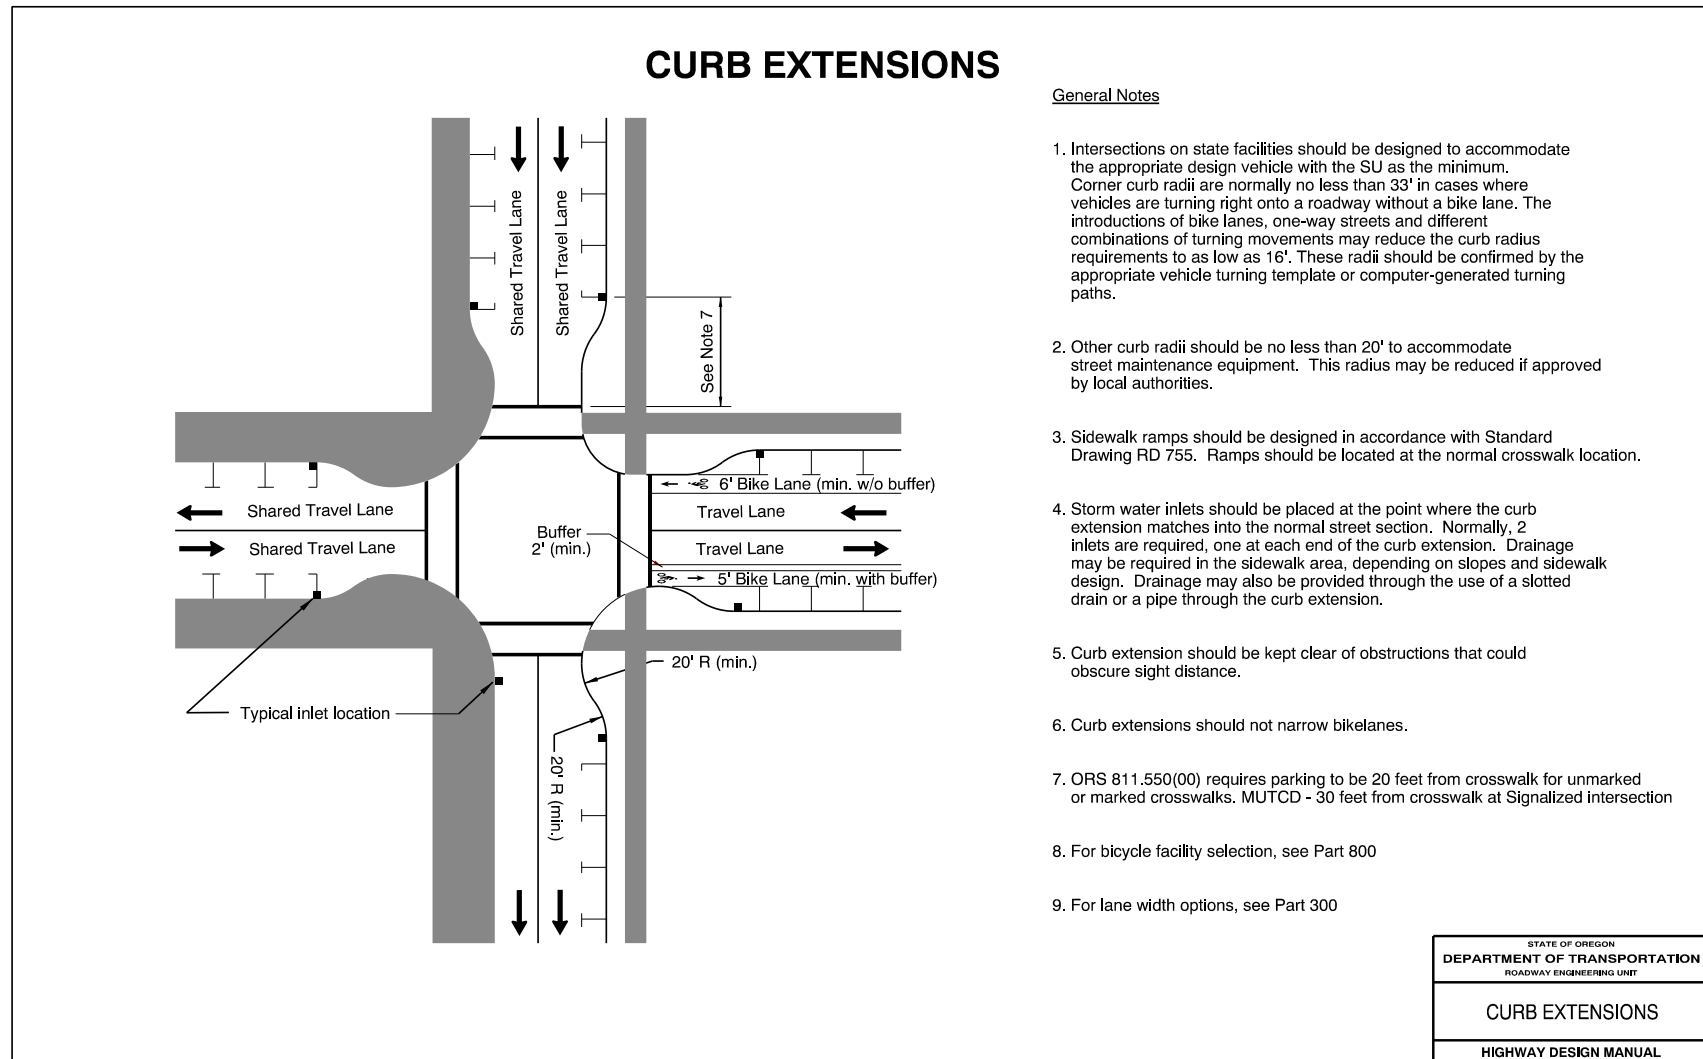 CURB EXTENSIONS
Shared Travel Lane
Shared Travel Lane
See Note 7
6' Bike Lane (min. w/o buffer)
Shared Travel Lane
Travel Lane
Buffer
2' (min.)
Shared Travel Lane
Travel Lane
5' Bike Lane (min. with buffer)
20' R (min.)
Typical inlet location
20' R (min.)
General Notes
1. Intersections on state facilities should be designed to accommodate
the appropriate design vehicle with the SU as the minimum.
Corner curb radii are normally no less than 33' in cases where
vehicles are turning right onto a roadway without a bike lane. The
introductions of bike lanes, one-way streets and different
combinations of turning movements may reduce the curb radius
requirements to as low as 16'. These radii should be confirmed by the
appropriate vehicle turning template or computer-generated turning
paths.
2. Other curb radii should be no less than 20' to accommodate
street maintenance equipment. This radius may be reduced if approved
by local authorities.
3. Sidewalk ramps should be designed in accordance with Standard
Drawing RD 755. Ramps should be located at the normal crosswalk location.
4. Storm water inlets should be placed at the point where the curb
extension matches into the normal street section. Normally, 2
inlets are required, one at each end of the curb extension. Drainage
may be required in the sidewalk area, depending on slopes and sidewalk
design. Drainage may also be provided through the use of a slotted
drain or a pipe through the curb extension.
5. Curb extension should be kept clear of obstructions that could
obscure sight distance.
6. Curb extensions should not narrow bikelanes.
7. ORS 811.550(00) requires parking to be 20 feet from crosswalk for unmarked
or marked crosswalks. MUTCD - 30 feet from crosswalk at Signalized intersection
8. For bicycle facility selection, see Part 800
9. For lane width options, see Part 300
STATE OF OREGON
DEPARTMENT OF TRANSPORTATION
ROADWAY ENGINEERING UNIT
CURB EXTENSIONS
HIGHWAY DESIGN MANUAL